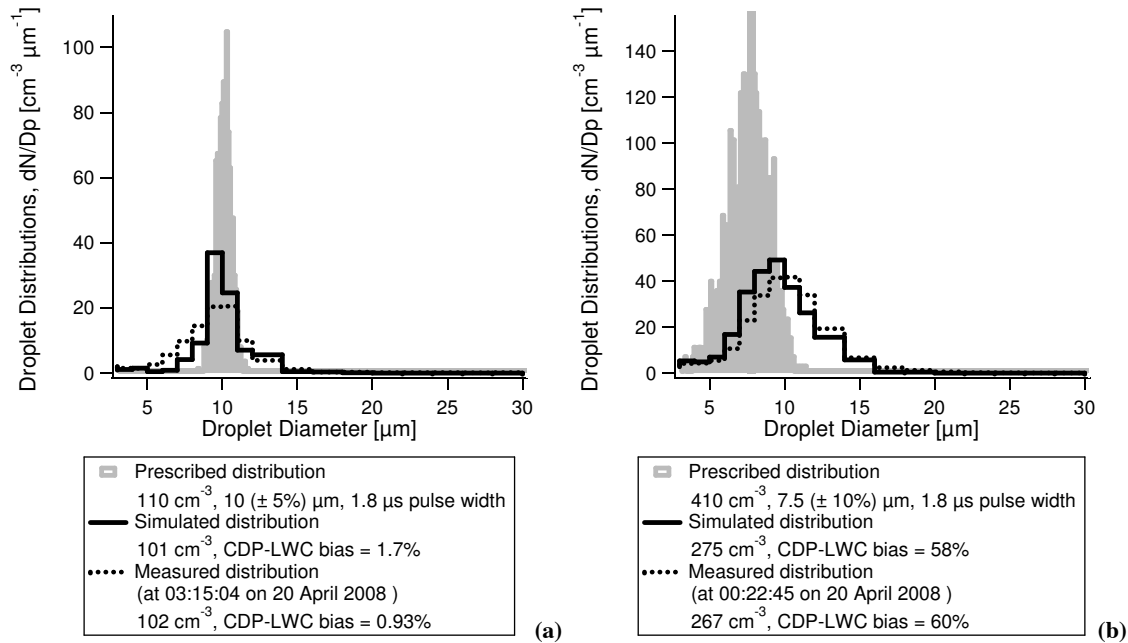 Droplet Distributions, dN/Dp [cm⁻³ µm⁻¹]
100
80
60
40
20
0
5
10
15
20
25
30
Droplet Diameter [µm]
Prescribed distribution
110 cm⁻³, 10 (± 5%) µm, 1.8 µs pulse width
Simulated distribution
101 cm⁻³, CDP-LWC bias = 1.7%
Measured distribution
(at 03:15:04 on 20 April 2008 )
102 cm⁻³, CDP-LWC bias = 0.93%
(a)
Droplet Distributions, dN/Dp [cm⁻³ µm⁻¹]
140
120
100
80
60
40
20
0
5
10
15
20
25
30
Droplet Diameter [µm]
Prescribed distribution
410 cm⁻³, 7.5 (± 10%) µm, 1.8 µs pulse width
Simulated distribution
275 cm⁻³, CDP-LWC bias = 58%
Measured distribution
(at 00:22:45 on 20 April 2008 )
267 cm⁻³, CDP-LWC bias = 60%
(b)